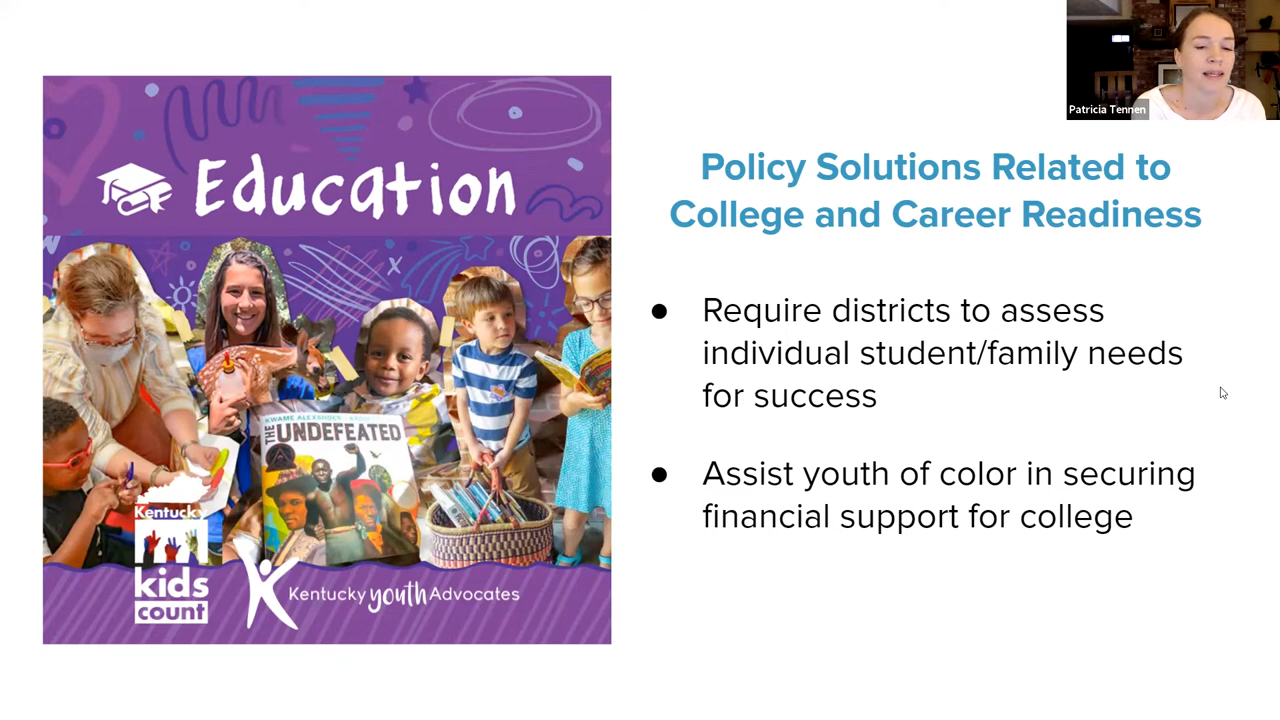 Patricia Tennen
Education
Policy Solutions Related to
College and Career Readiness
● Require districts to assess
individual student/family needs
for success
● Assist youth of color in securing
financial support for college
KWAME ALEXANDER
THE UNDEFEATED
Kentucky
kids
count
Kentucky youth Advocates